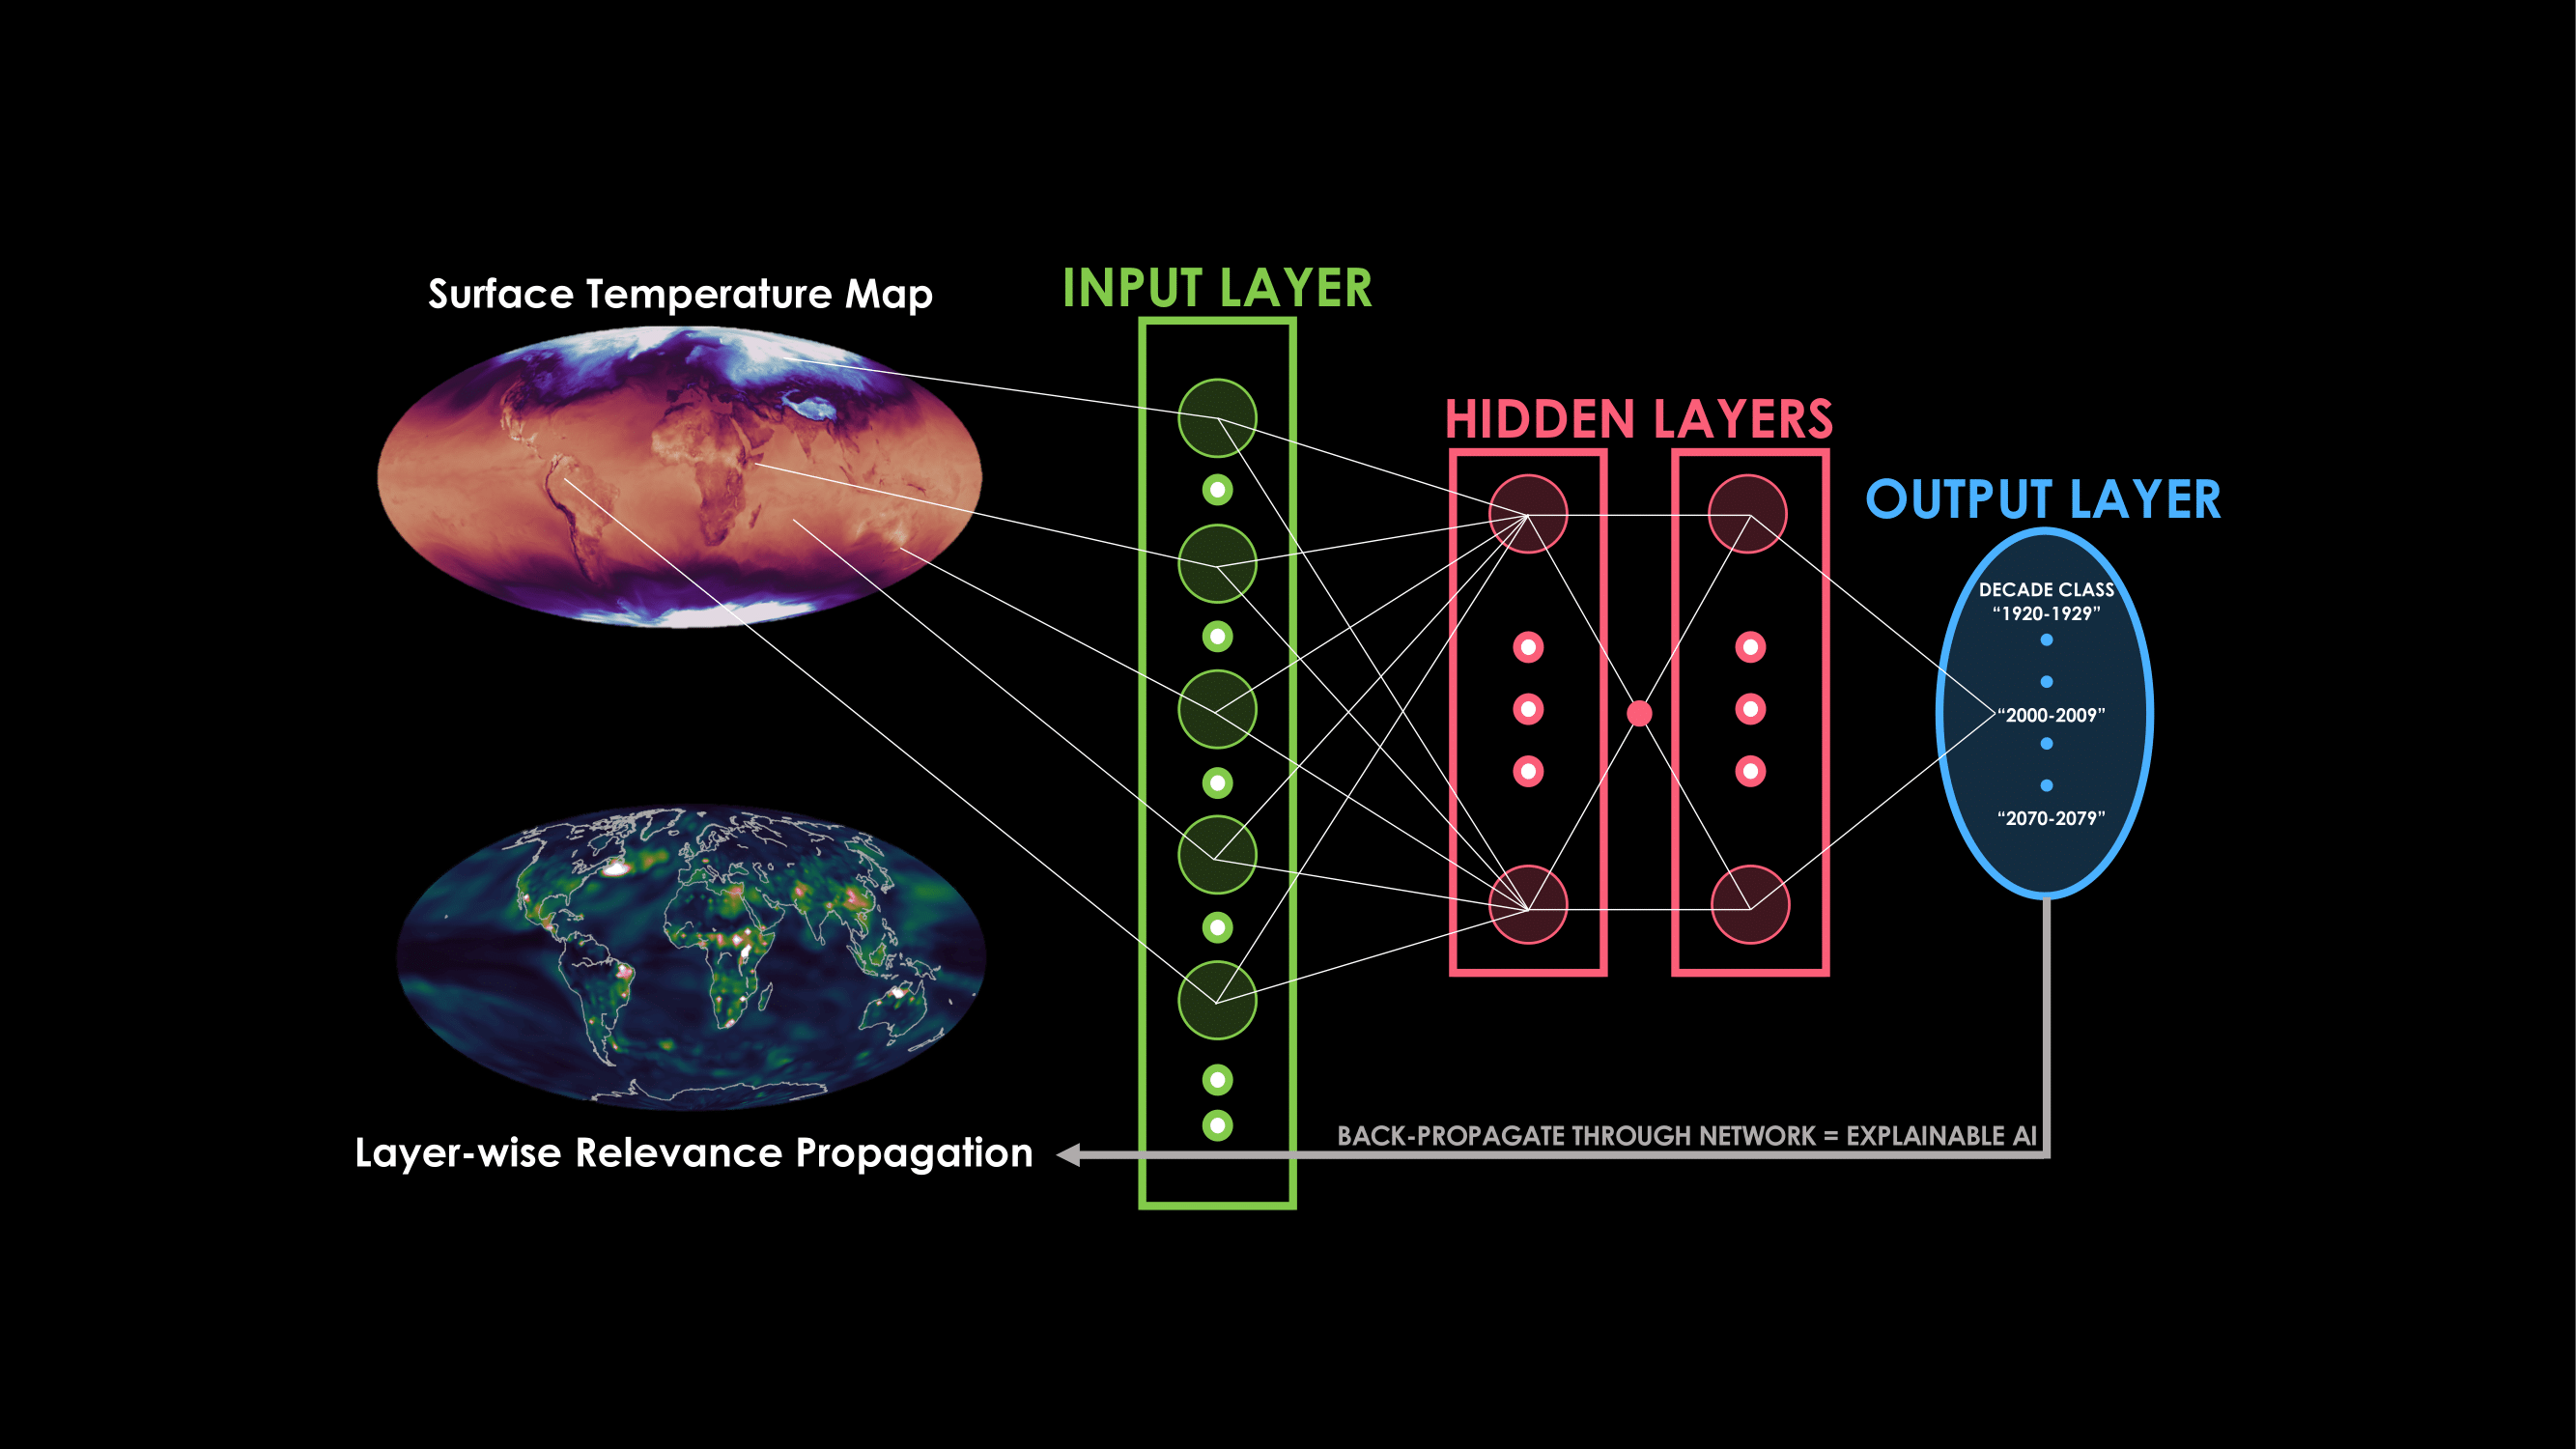 Surface Temperature Map
INPUT LAYER
HIDDEN LAYERS
OUTPUT LAYER
DECADE CLASS
“1920-1929”
“2000-2009”
“2070-2079”
BACK-PROPAGATE THROUGH NETWORK = EXPLAINABLE AI
Layer-wise Relevance Propagation